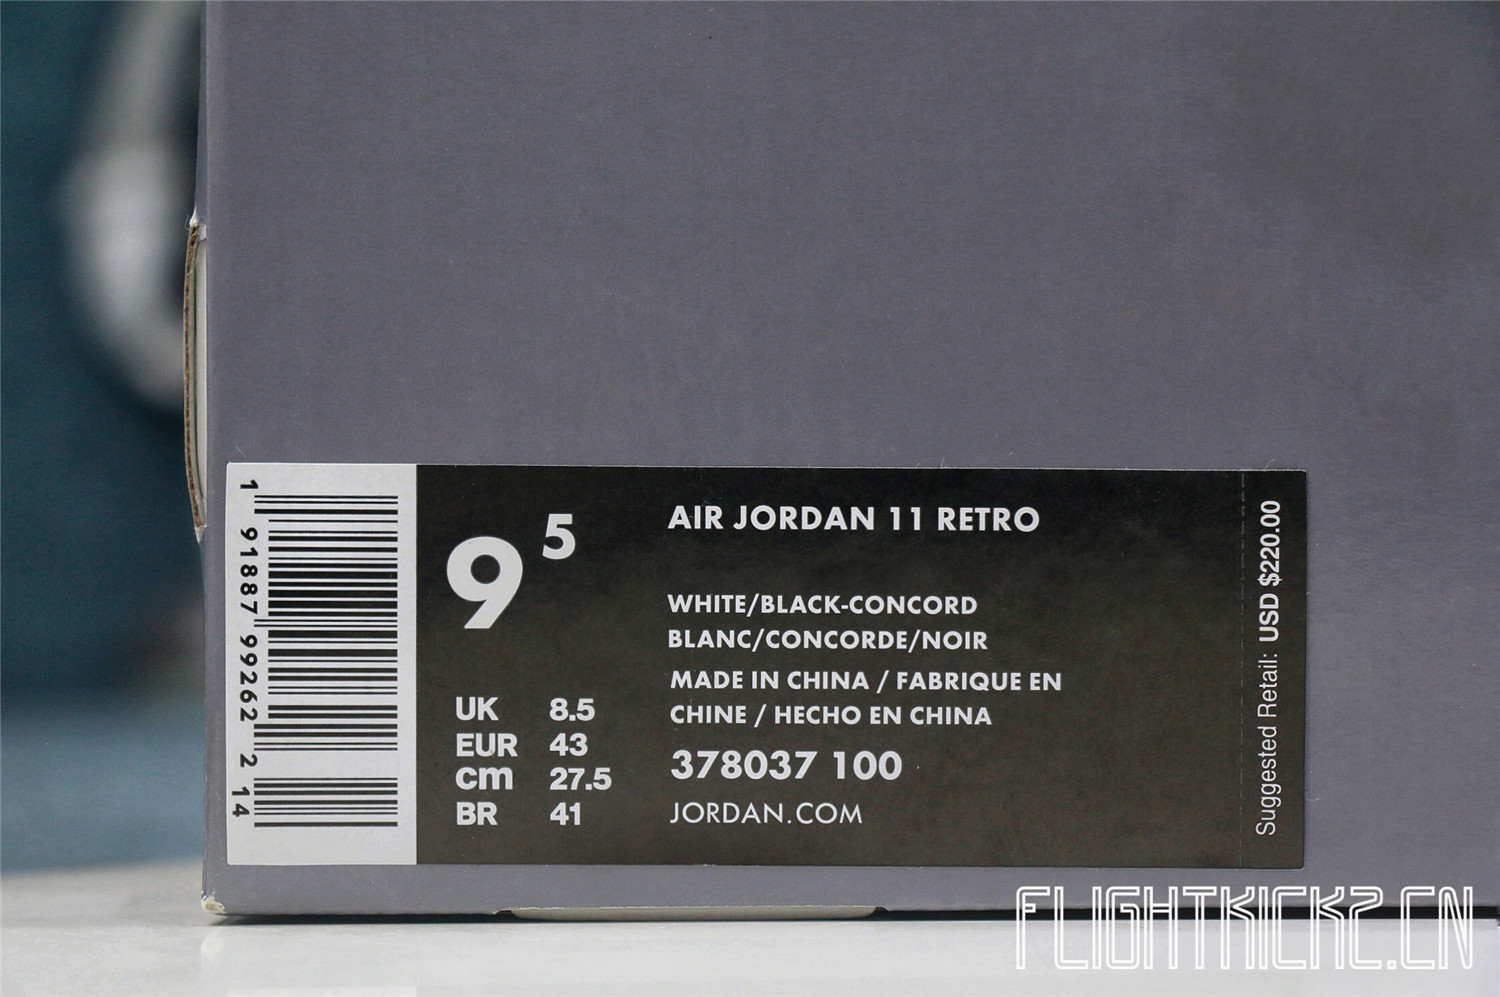 1 91887 99262 2 14
9 5
UK 8.5
EUR 43
cm 27.5
BR 41
AIR JORDAN 11 RETRO
WHITE/BLACK-CONCORD
BLANC/CONCORDE/NOIR
MADE IN CHINA / FABRIQUE EN
CHINE / HECHO EN CHINA
378037 100
JORDAN.COM
Suggested Retail: USD $220.00
FLIGHTKICKZ.CN